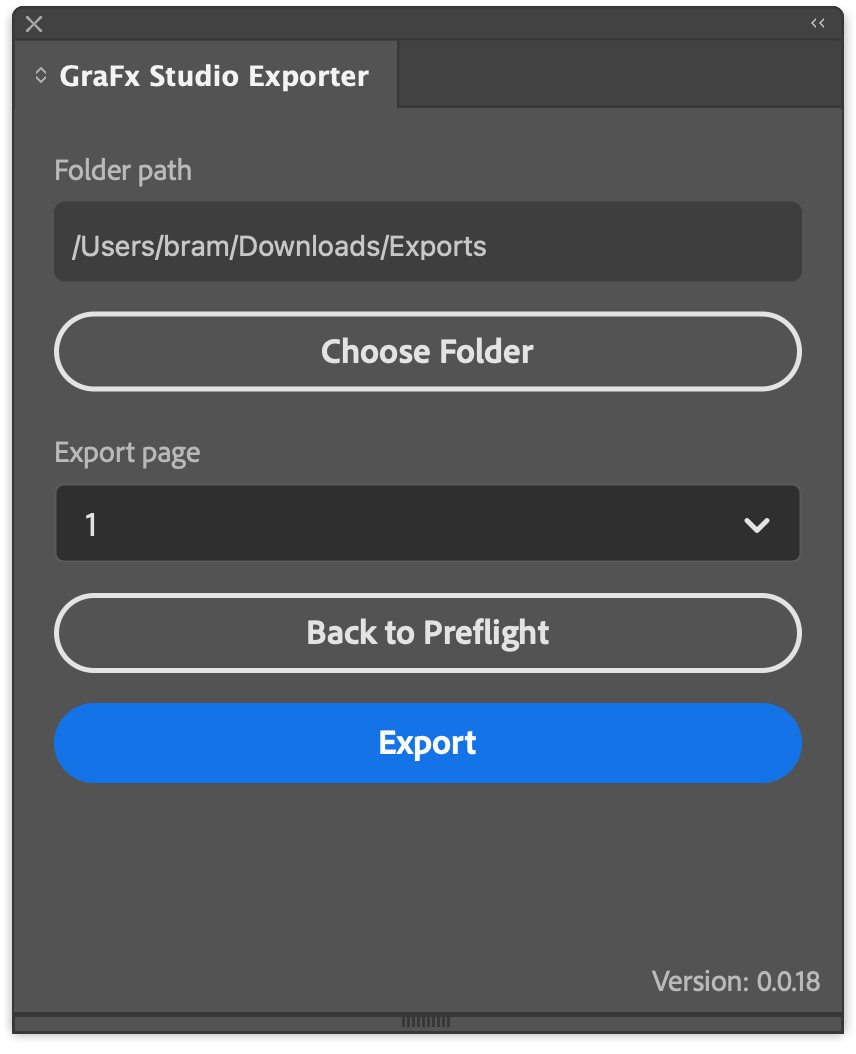 GraFx Studio Exporter
Folder path
/Users/bram/Downloads/Exports
Choose Folder
Export page
1
Back to Preflight
Export
Version: 0.0.18